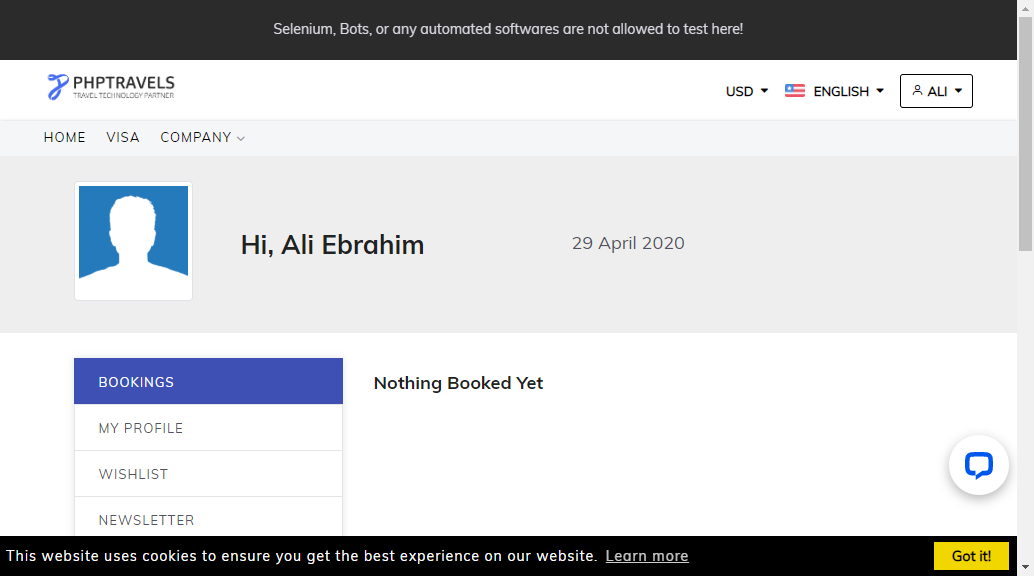 Selenium, Bots, or any automated softwares are not allowed to test here!
PHPTRAVELS
TRAVEL TECHNOLOGY PARTNER
USD
ENGLISH
ALI
HOME VISA COMPANY
Hi, Ali Ebrahim
29 April 2020
BOOKINGS
Nothing Booked Yet
MY PROFILE
WISHLIST
NEWSLETTER
This website uses cookies to ensure you get the best experience on our website. Learn more
Got it!